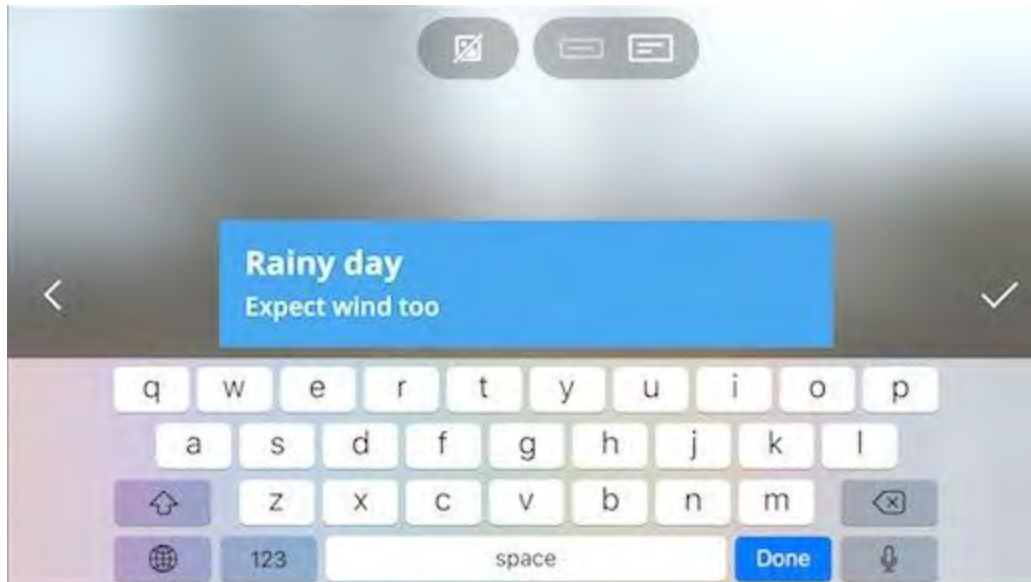 Rainy day
Expect wind too
q w e r t y u i o p
a s d f g h j k l
z x c v b n m
123 space Done